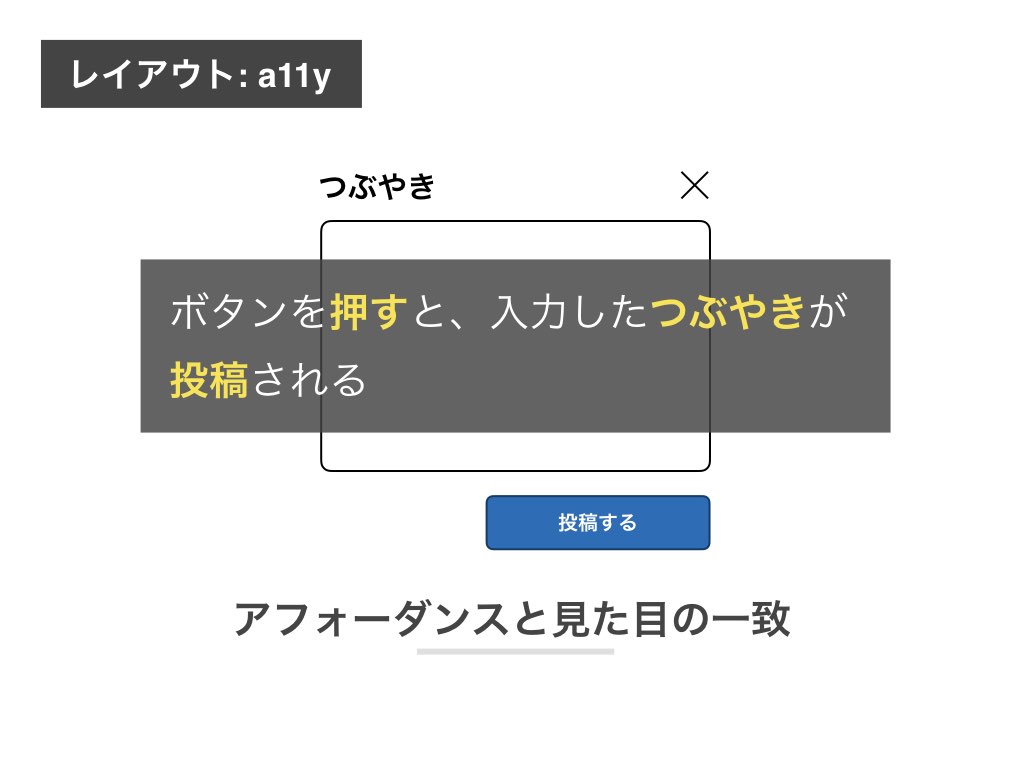 レイアウト: a11y
つぶやき
ボタンを押すと、入力したつぶやきが
投稿される
投稿する
アフォーダンスと見た目の一致